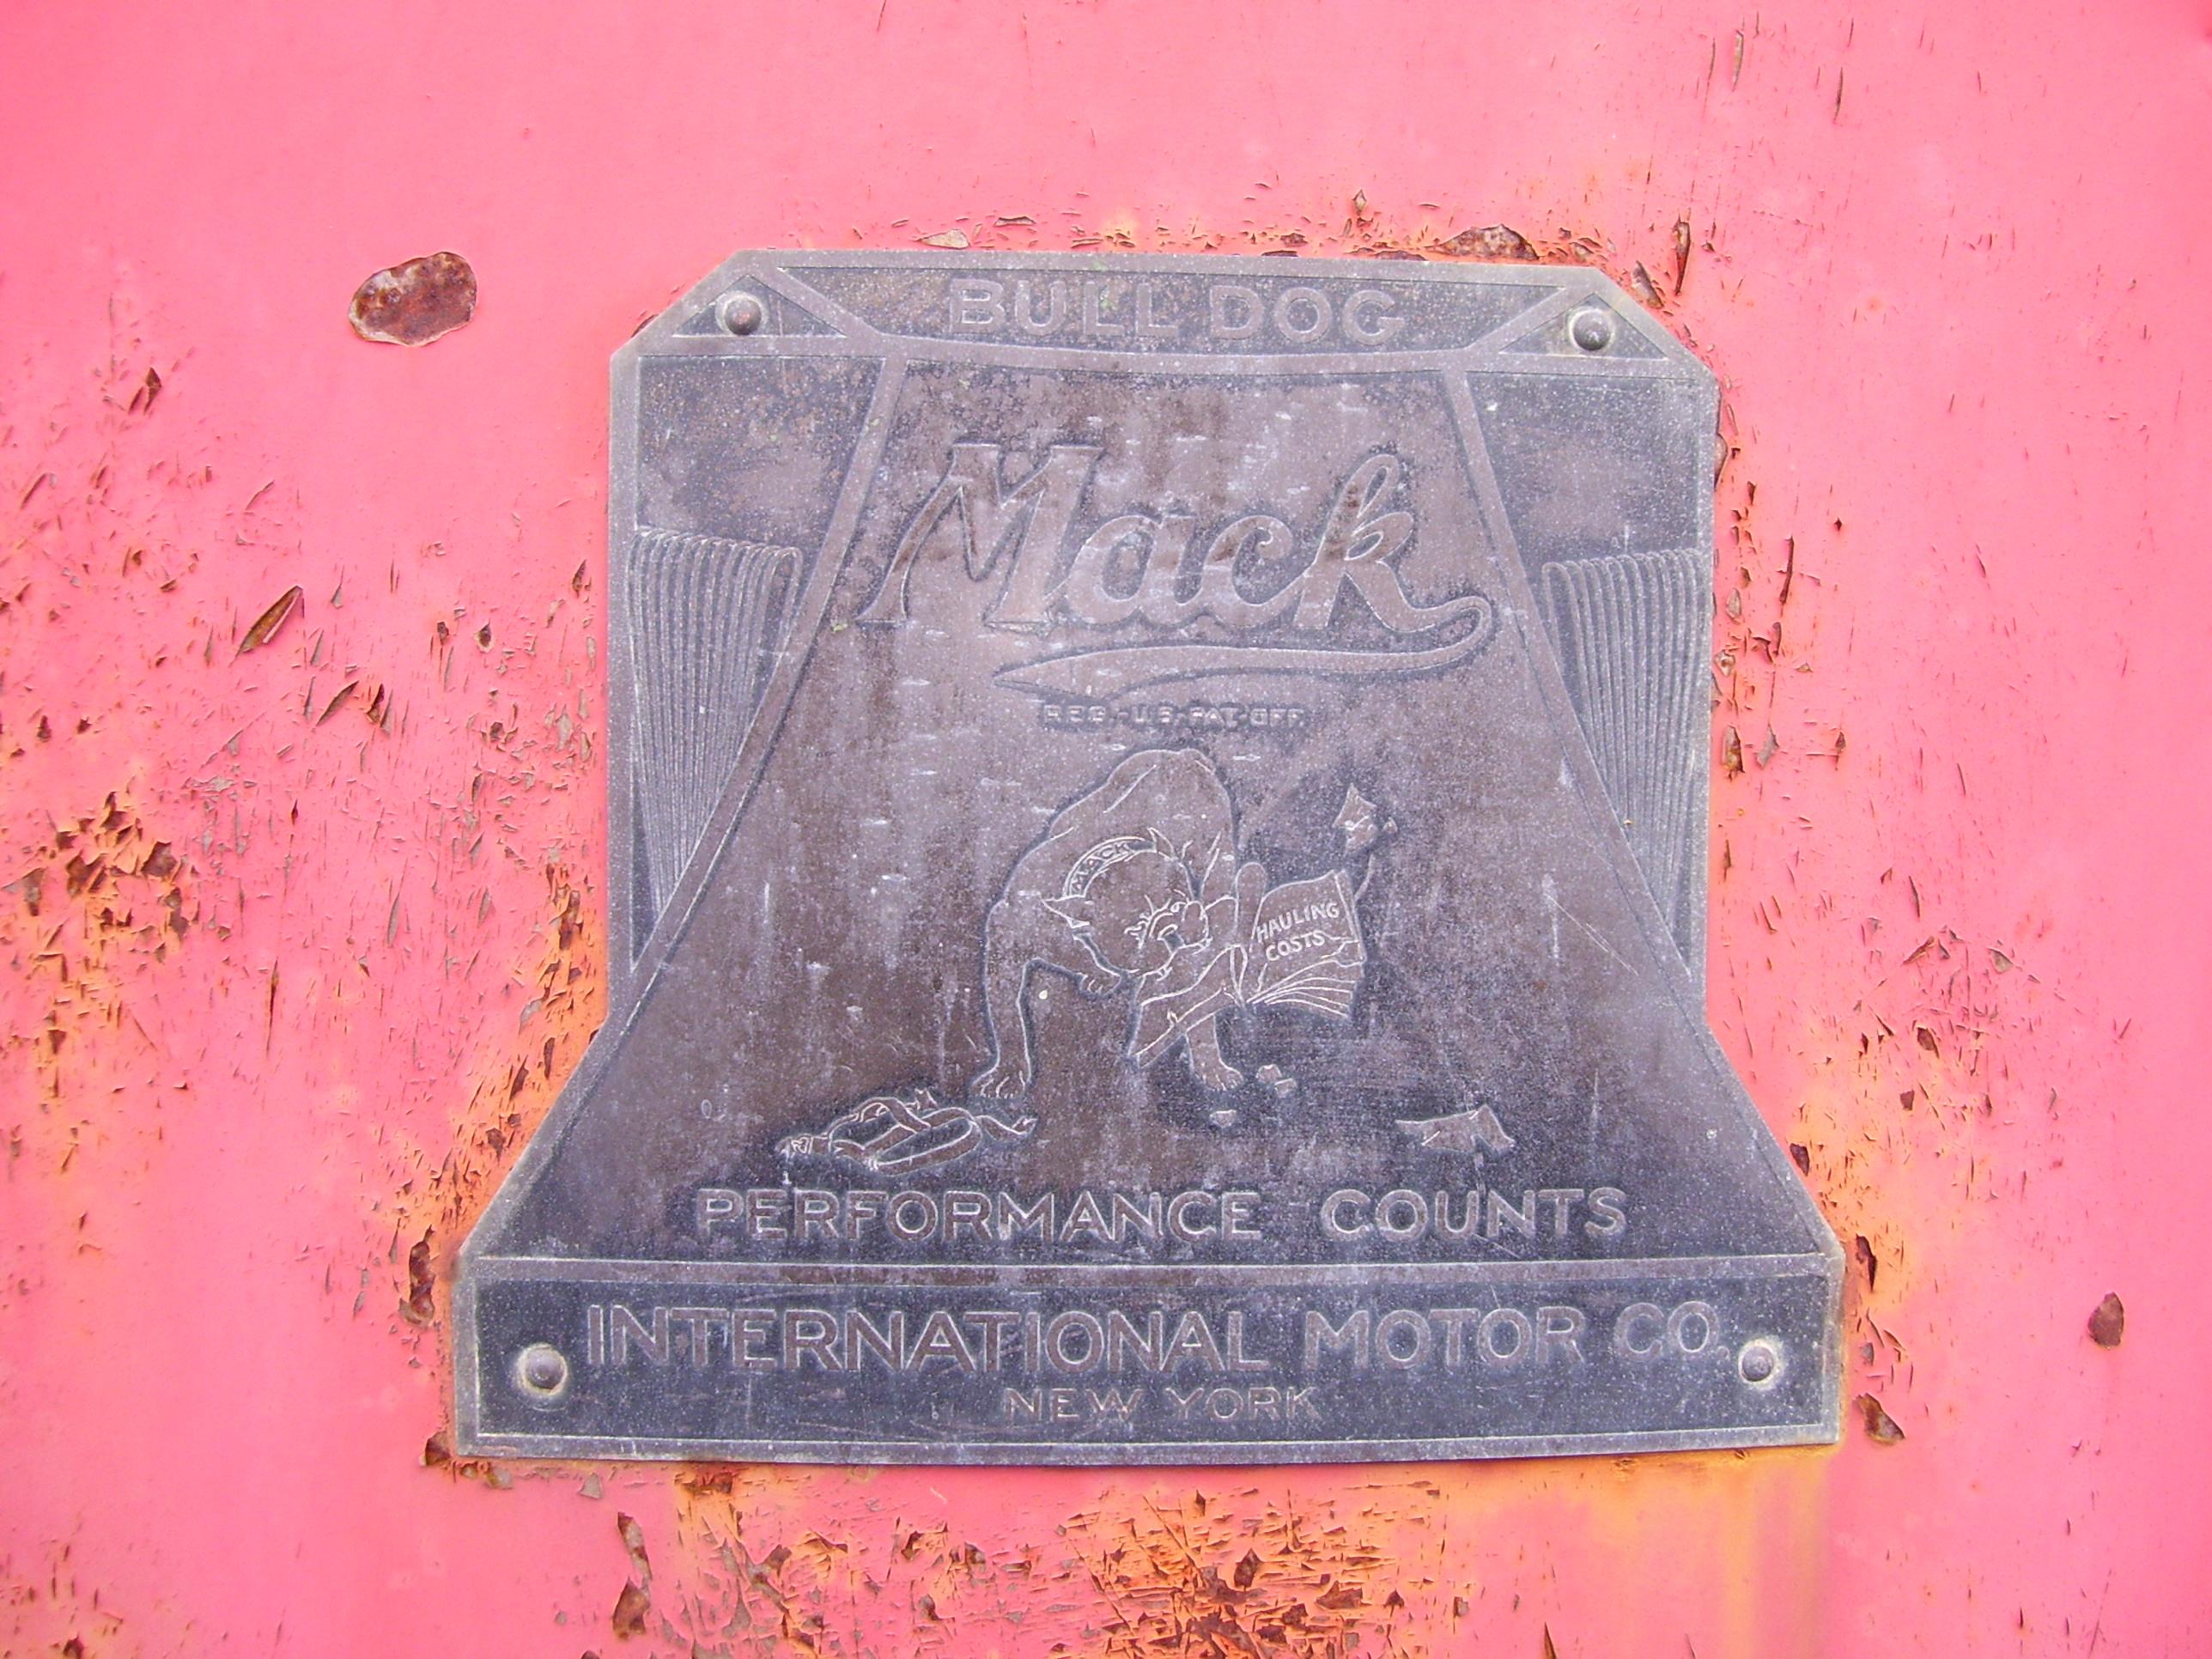 BULL DOG
Mack
REG. U.S. PAT. OFF.
MACK
HAULING
COSTS
PERFORMANCE COUNTS
INTERNATIONAL MOTOR CO.
NEW YORK